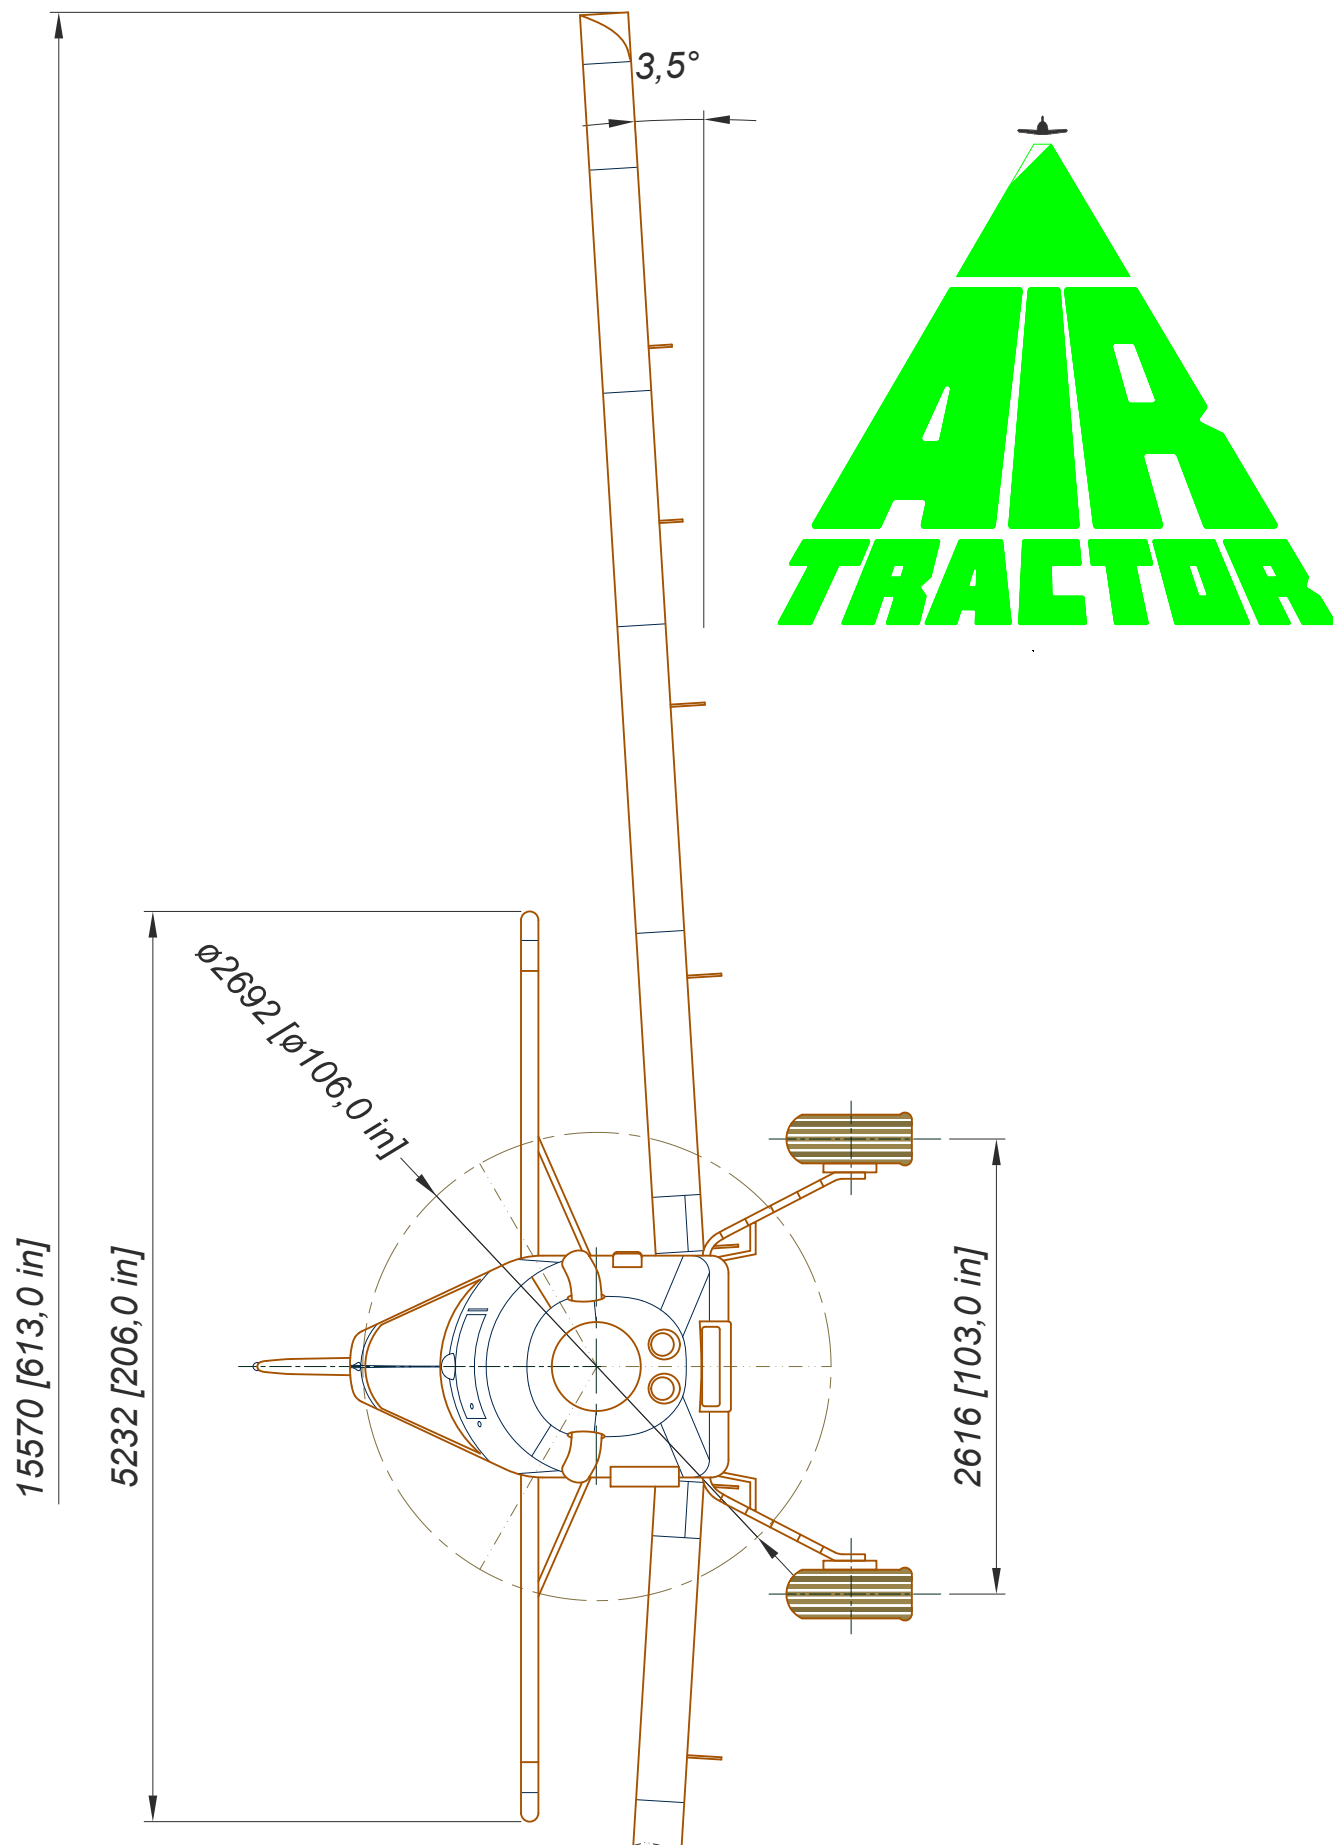 3,5°
AIR
TRACTOR
ø2692 [ø106,0 in]
15570 [613,0 in]
5232 [206,0 in]
2616 [103,0 in]